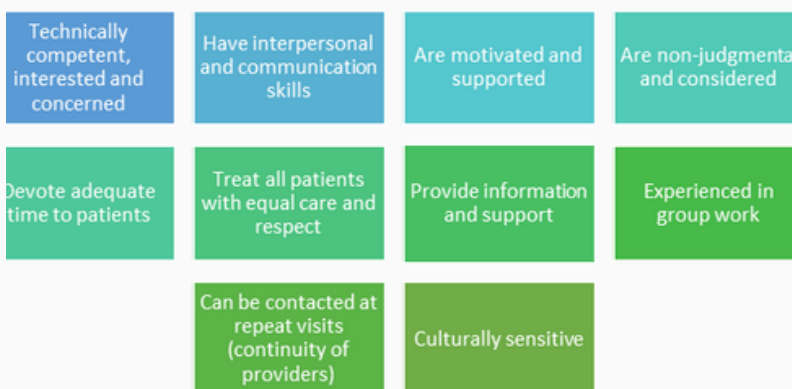 Technically
competent,
interested and
concerned
Have interpersonal
and communication
skills
Are motivated and
supported
Are non-judgmenta
and considered
Devote adequate
time to patients
Treat all patients
with equal care and
respect
Provide information
and support
Experienced in
group work
Can be contacted at
repeat visits
(continuity of
providers)
Culturally sensitive